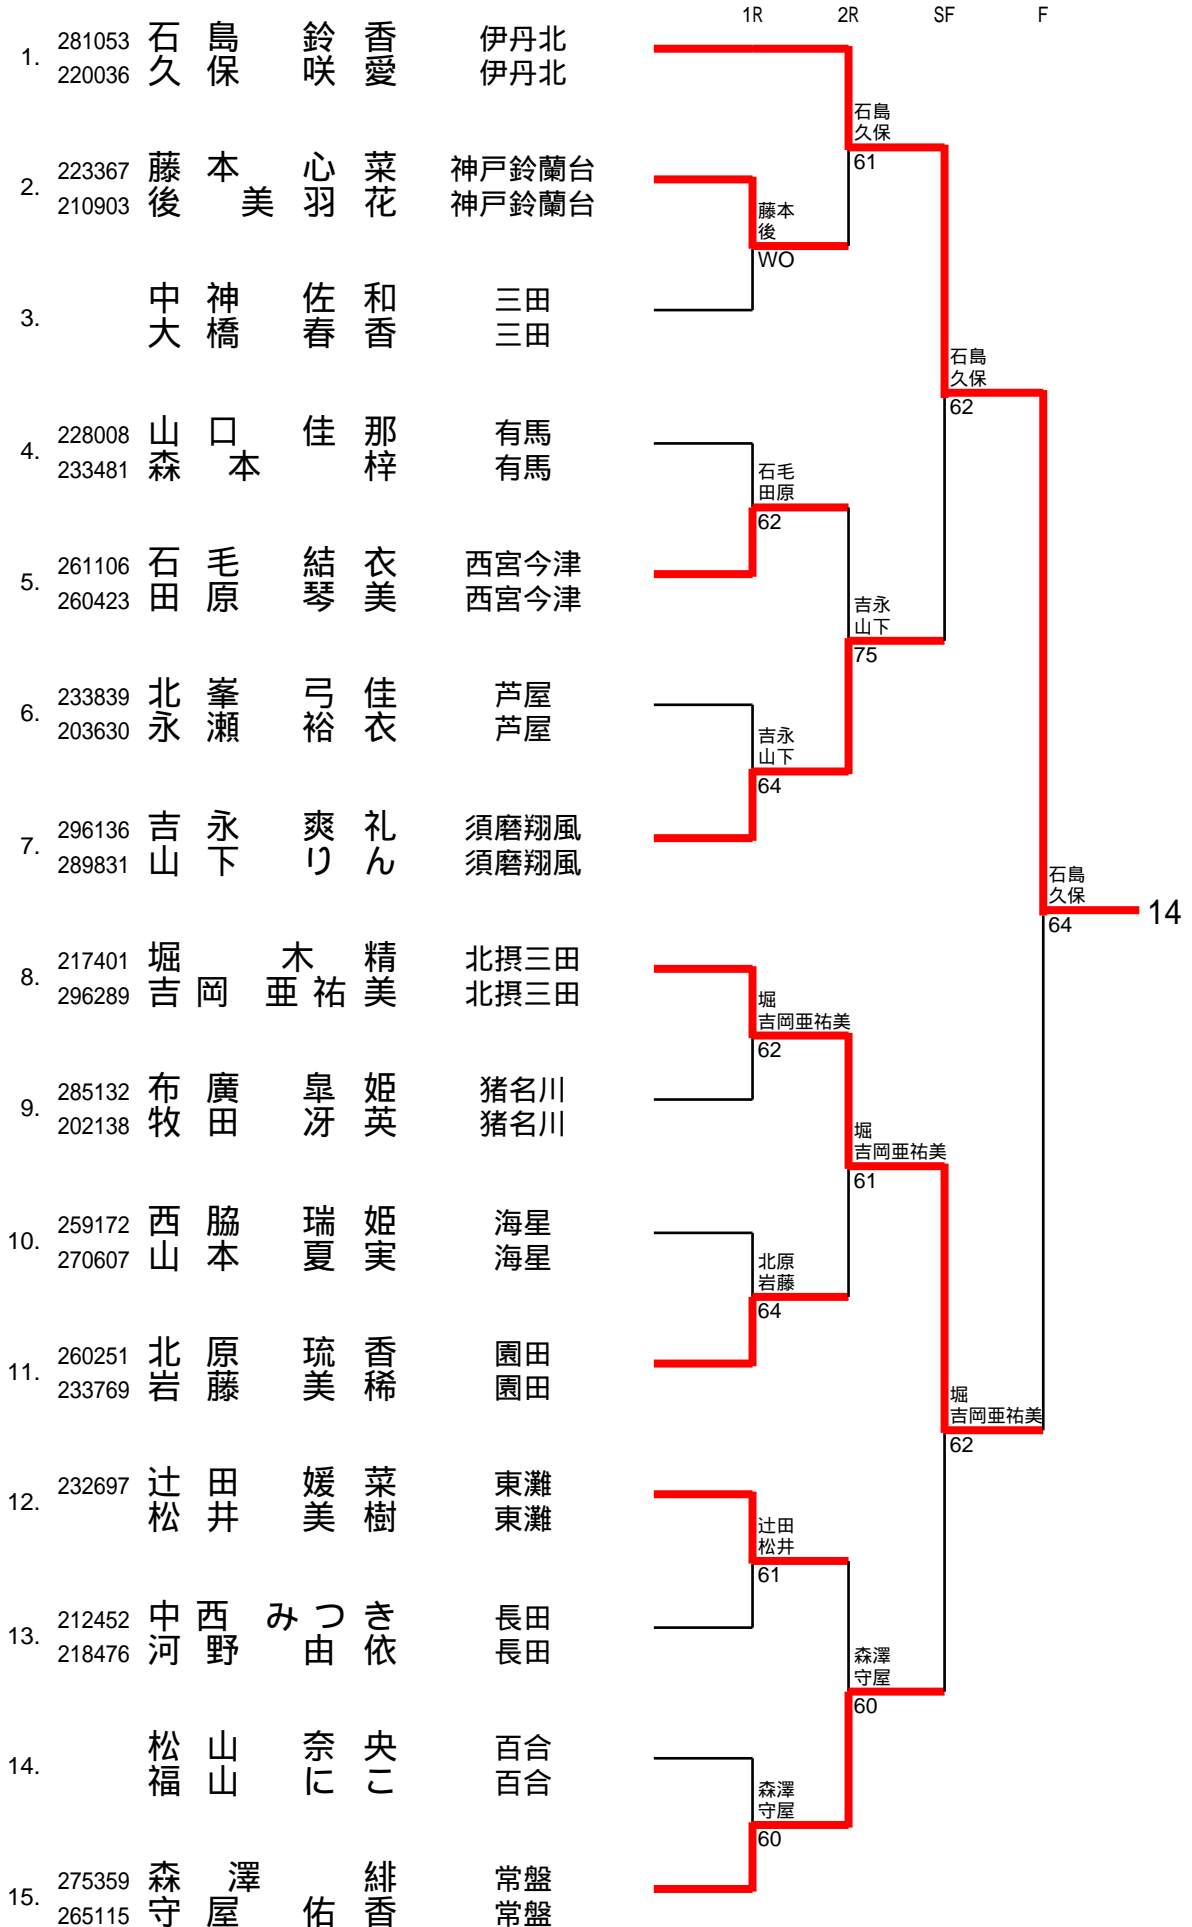 1R 2R SF F
1. 281053 石島 鈴香 伊丹北
220036 久保 咲愛 伊丹北
石島
久保
61
2. 223367 藤本 心菜 神戸鈴蘭台
210903 後 美羽花 神戸鈴蘭台
藤本
後
WO
3. 中神 佐和 三田
大橋 春香 三田
石島
久保
62
4. 228008 山口 佳那 有馬
233481 森本 梓 有馬
石毛
田原
62
5. 261106 石毛 結衣 西宮今津
260423 田原 琴美 西宮今津
吉永
山下
75
6. 233839 北峯 弓佳 芦屋
203630 永瀬 裕衣 芦屋
吉永
山下
64
7. 296136 吉永 爽礼 須磨翔風
289831 山下 りん 須磨翔風
石島
久保
64
14
8. 217401 堀 木精 北摂三田
296289 吉岡 亜祐美 北摂三田
堀
吉岡亜祐美
62
9. 285132 布廣 皐姫 猪名川
202138 牧田 冴英 猪名川
堀
吉岡亜祐美
61
10. 259172 西脇 瑞姫 海星
270607 山本 夏実 海星
北原
岩藤
64
11. 260251 北原 琉香 園田
233769 岩藤 美稀 園田
堀
吉岡亜祐美
62
12. 232697 辻田 媛菜 東灘
松井 美樹 東灘
辻田
松井
61
13. 212452 中西 みつき 長田
218476 河野 由依 長田
森澤
守屋
60
14. 松山 奈央 百合
福山 にこ 百合
森澤
守屋
60
15. 275359 森澤 緋 常盤
265115 守屋 佑香 常盤